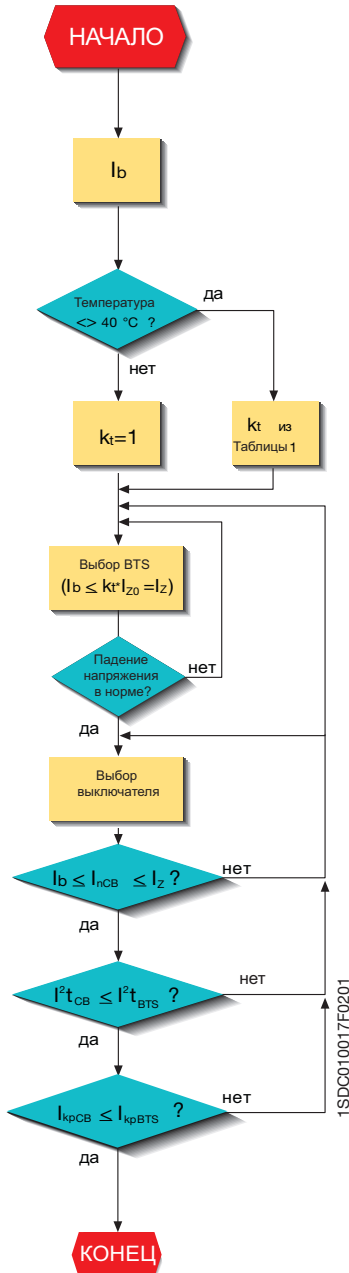 НАЧАЛО
Ib
Температура
<> 40 °C ?
да
нет
kt=1
kt из
Таблицы 1
Выбор BTS
(Ib ≤ kt*IZ0 =IZ)
Падение
напряжения
в норме?
нет
да
Выбор
выключателя
Ib ≤ InCB ≤ IZ ?
нет
да
I²tCB ≤ I²tBTS ?
нет
да
IkpCB ≤ IkpBTS ?
нет
да
КОНЕЦ
1SDC010017F0201